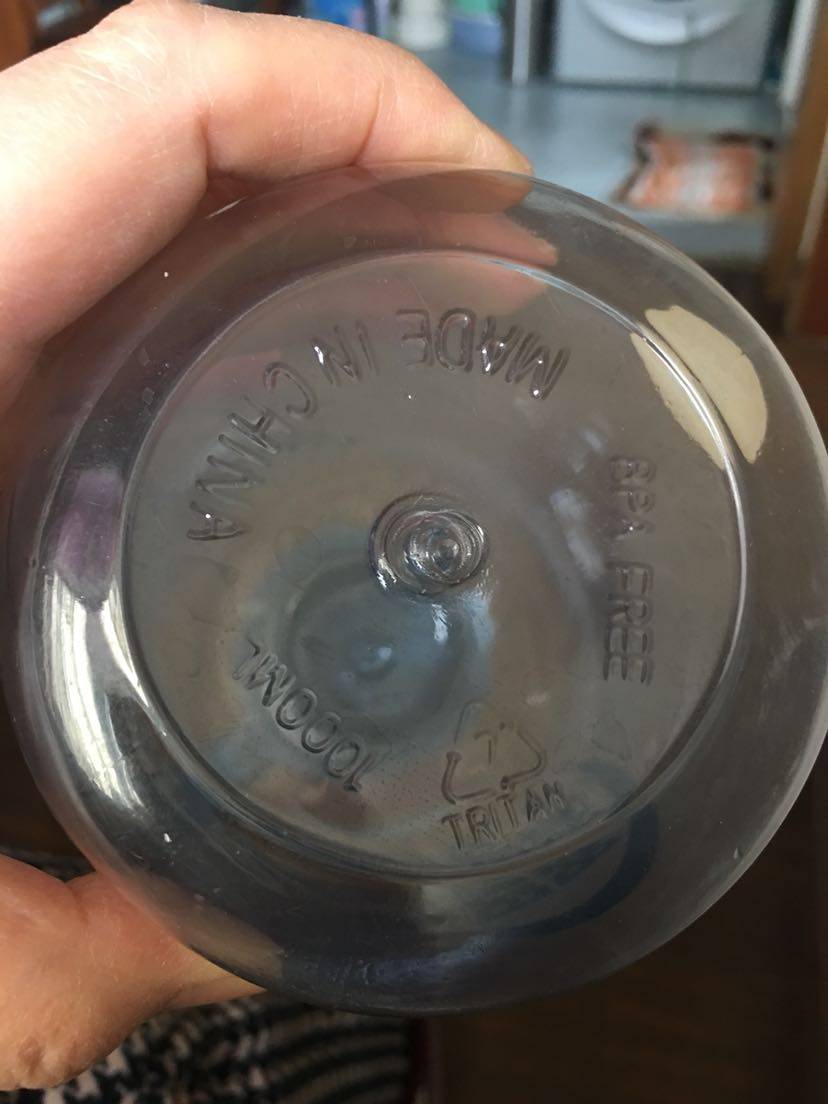 MADE IN CHINA
BPA FREE
7
TRITAN
1000ML